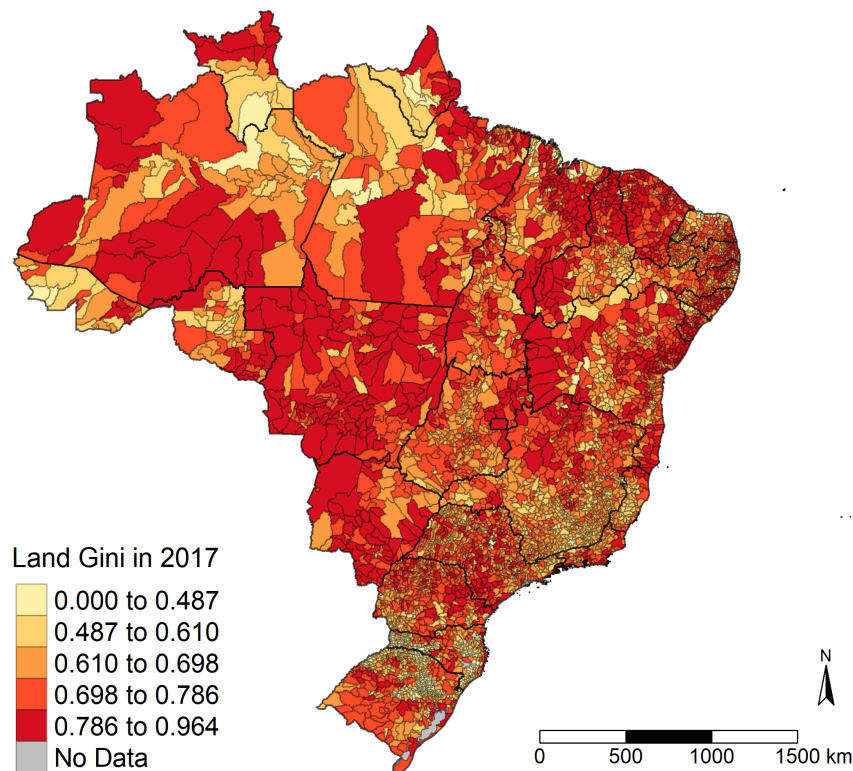 Land Gini in 2017
0.000 to 0.487
0.487 to 0.610
0.610 to 0.698
0.698 to 0.786
0.786 to 0.964
No Data
N
0 500 1000 1500 km